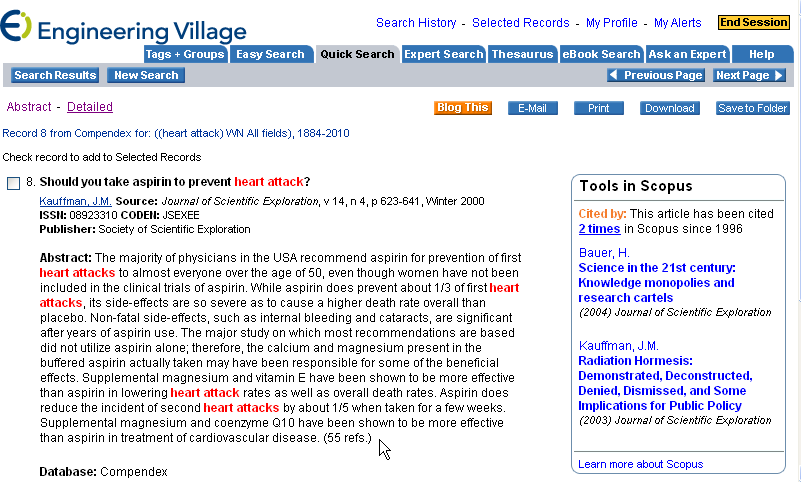 Engineering Village
Search History - Selected Records - My Profile - My Alerts End Session
Tags + Groups Easy Search Quick Search Expert Search Thesaurus eBook Search Ask an Expert Help
Search Results New Search Previous Page Next Page
Abstract - Detailed Blog This E-Mail Print Download Save to Folder
Record 8 from Compendex for: ((heart attack) WN All fields), 1884-2010
Check record to add to Selected Records
8. Should you take aspirin to prevent heart attack?
Kauffman, J.M. Source: Journal of Scientific Exploration, v 14, n 4, p 623-641, Winter 2000
ISSN: 08923310 CODEN: JSEXEE
Publisher: Society of Scientific Exploration
Abstract: The majority of physicians in the USA recommend aspirin for prevention of first
heart attacks to almost everyone over the age of 50, even though women have not been
included in the clinical trials of aspirin. While aspirin does prevent about 1/3 of first heart
attacks, its side-effects are so severe as to cause a higher death rate overall than
placebo. Non-fatal side-effects, such as internal bleeding and cataracts, are significant
after years of aspirin use. The major study on which most recommendations are based
did not utilize aspirin alone; therefore, the calcium and magnesium present in the
buffered aspirin actually taken may have been responsible for some of the beneficial
effects. Supplemental magnesium and vitamin E have been shown to be more effective
than aspirin in lowering heart attack rates as well as overall death rates. Aspirin does
reduce the incident of second heart attacks by about 1/5 when taken for a few weeks.
Supplemental magnesium and coenzyme Q10 have been shown to be more effective
than aspirin in treatment of cardiovascular disease. (55 refs.)
Database: Compendex
Tools in Scopus
Cited by: This article has been cited
2 times in Scopus since 1996
Bauer, H.
Science in the 21st century:
Knowledge monopolies and
research cartels
(2004) Journal of Scientific Exploration
Kauffman, J.M.
Radiation Hormesis:
Demonstrated, Deconstructed,
Denied, Dismissed, and Some
Implications for Public Policy
(2003) Journal of Scientific Exploration
Learn more about Scopus